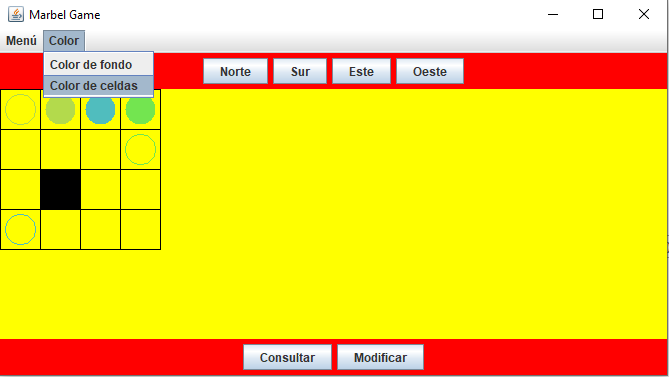 Marbel Game
Menú Color
Color de fondo
Color de celdas
Norte Sur Este Oeste
Consultar Modificar